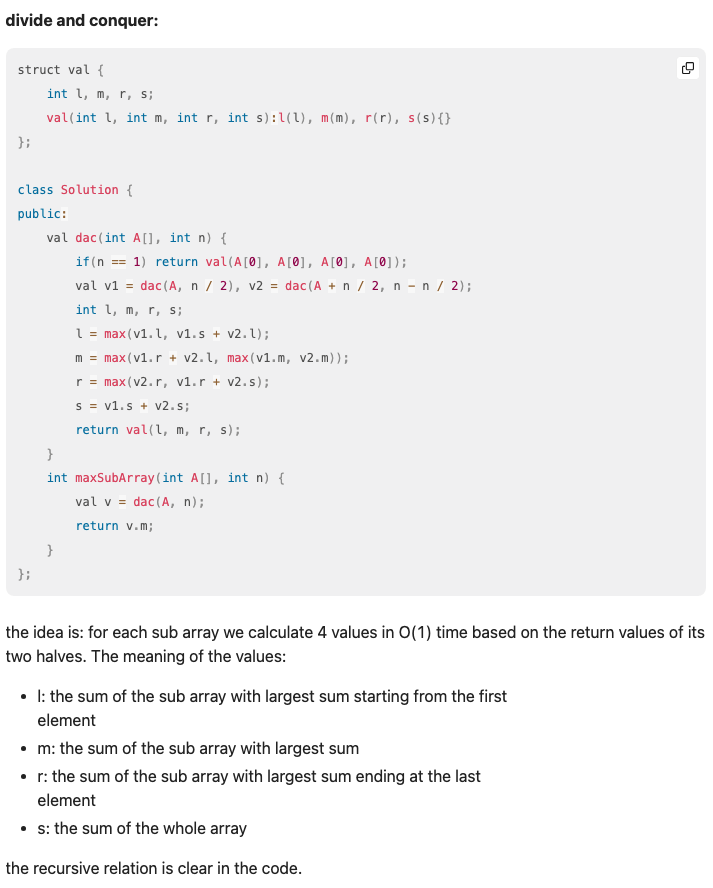 divide and conquer:
struct val {
    int l, m, r, s;
    val(int l, int m, int r, int s):l(l), m(m), r(r), s(s){}
};

class Solution {
public:
    val dac(int A[], int n) {
        if(n == 1) return val(A[0], A[0], A[0], A[0]);
        val v1 = dac(A, n / 2), v2 = dac(A + n / 2, n - n / 2);
        int l, m, r, s;
        l = max(v1.l, v1.s + v2.l);
        m = max(v1.r + v2.l, max(v1.m, v2.m));
        r = max(v2.r, v1.r + v2.s);
        s = v1.s + v2.s;
        return val(l, m, r, s);
    }
    int maxSubArray(int A[], int n) {
        val v = dac(A, n);
        return v.m;
    }
};
the idea is: for each sub array we calculate 4 values in O(1) time based on the return values of its
two halves. The meaning of the values:
• l: the sum of the sub array with largest sum starting from the first
element
• m: the sum of the sub array with largest sum
• r: the sum of the sub array with largest sum ending at the last
element
• s: the sum of the whole array
the recursive relation is clear in the code.